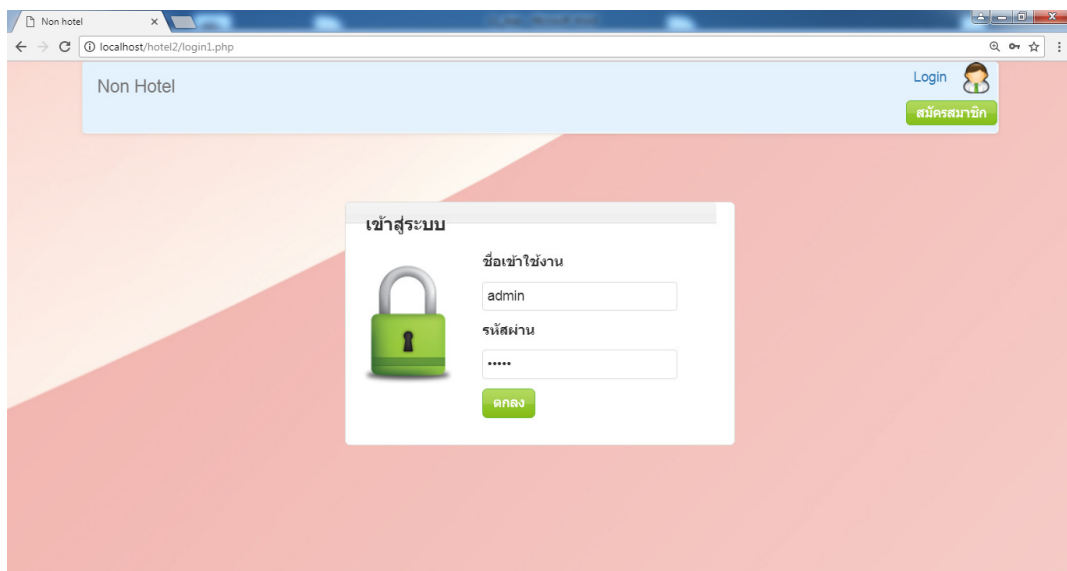 Non hotel
localhost/hotel2/login1.php
Non Hotel
Login
สมัครสมาชิก
เข้าสู่ระบบ
ชื่อเข้าใช้งาน
admin
รหัสผ่าน
•••••
ตกลง